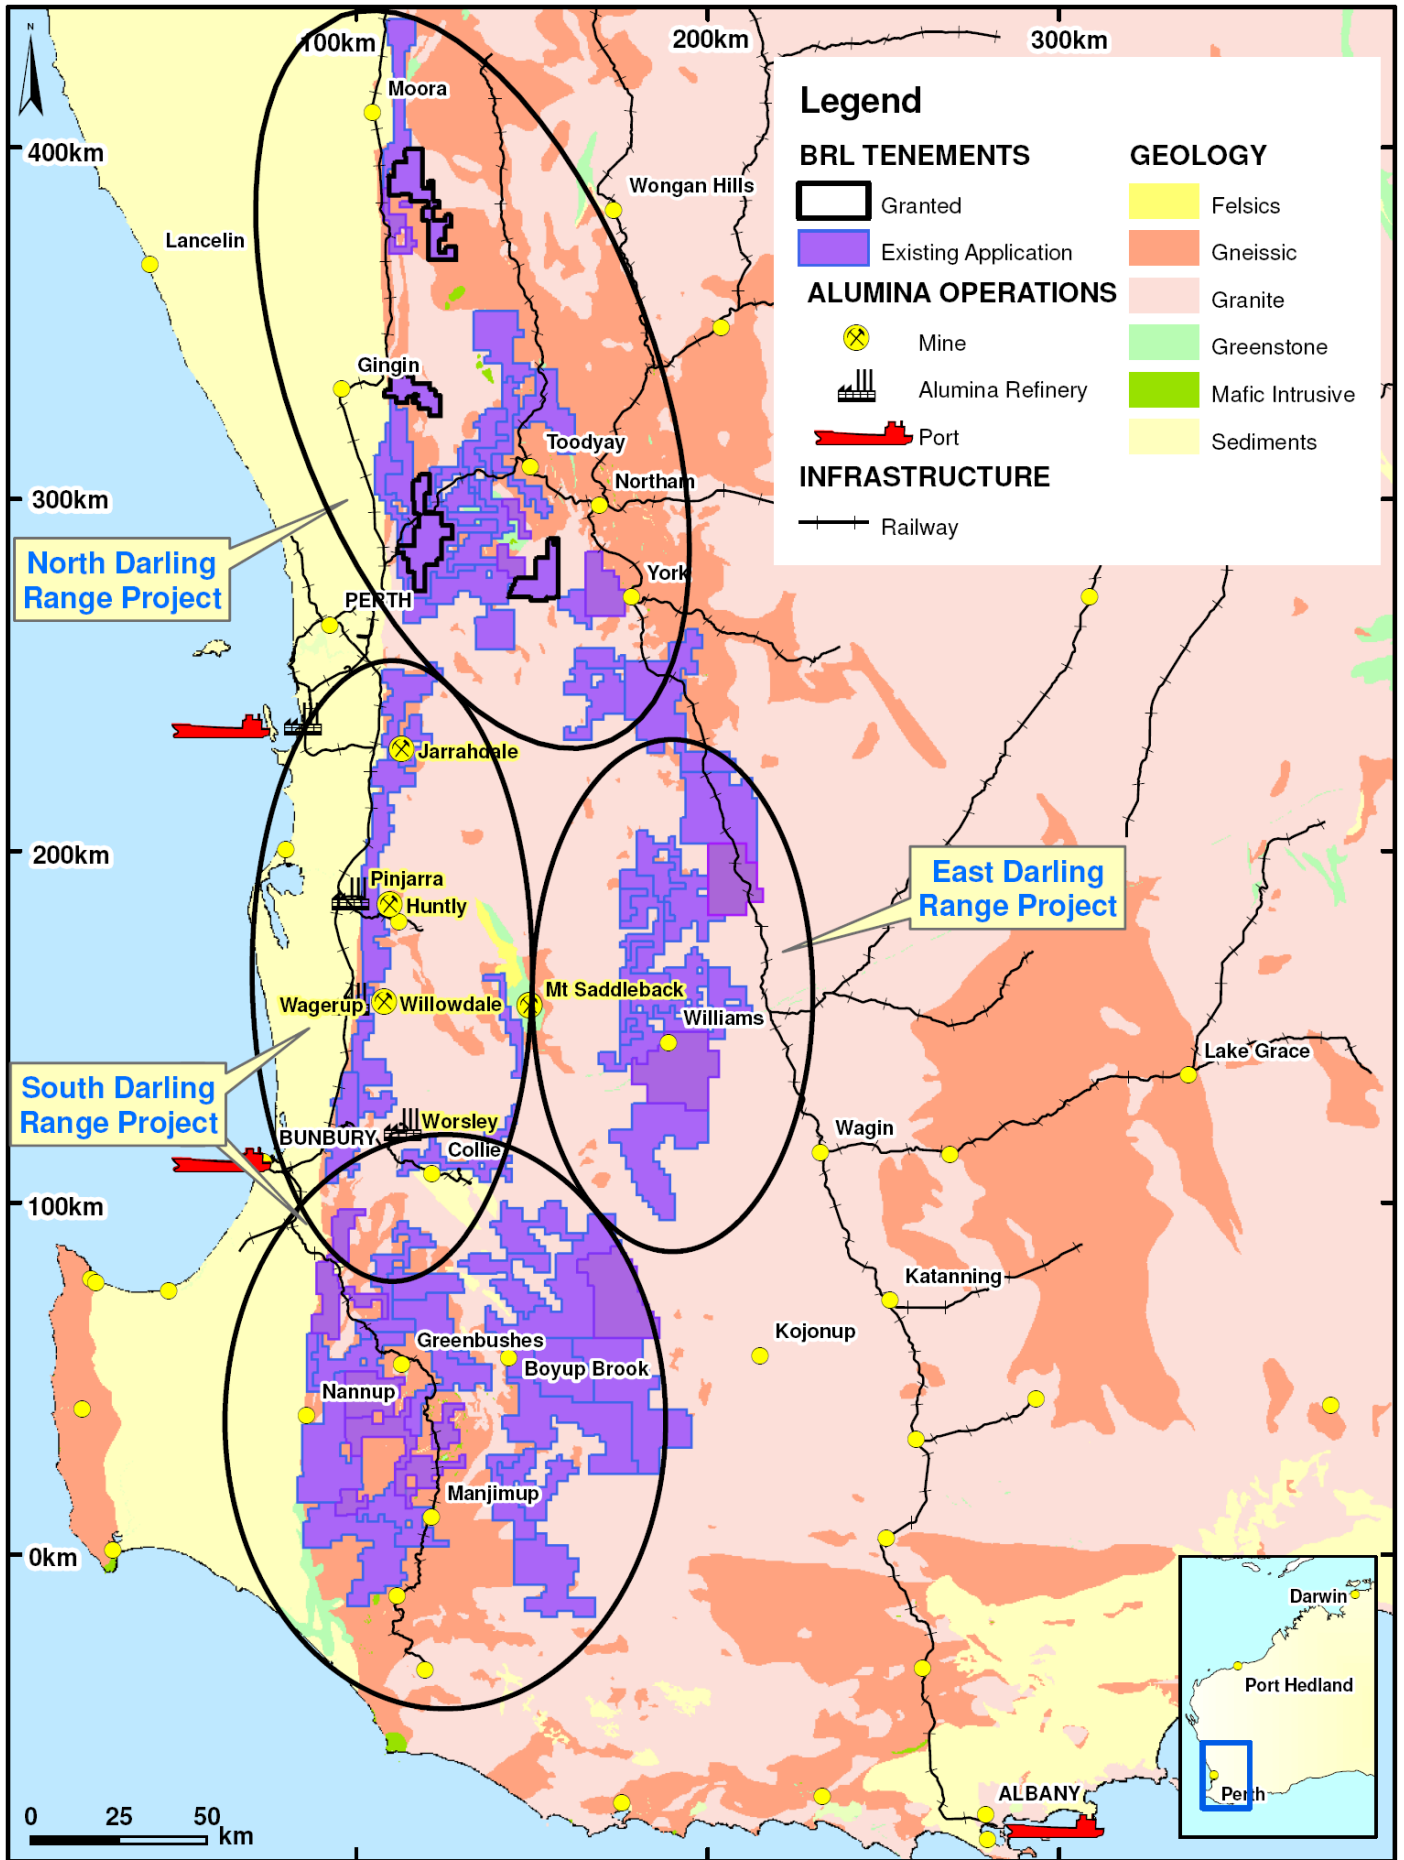 N
100km
200km
300km
400km
300km
200km
100km
0km
Legend
BRL TENEMENTS
Granted
Existing Application
ALUMINA OPERATIONS
Mine
Alumina Refinery
Port
INFRASTRUCTURE
Railway
GEOLOGY
Felsics
Gneissic
Granite
Greenstone
Mafic Intrusive
Sediments
Moora
Wongan Hills
Lancelin
Gingin
Toodyay
Northam
North Darling
Range Project
York
PERTH
Jarrahdale
East Darling
Range Project
Pinjarra
Huntly
Mt Saddleback
Wagerup
Willowdale
Williams
Lake Grace
South Darling
Range Project
Worsley
BUNBURY
Collie
Wagin
Katanning
Kojonup
Greenbushes
Boyup Brook
Nannup
Manjimup
ALBANY
Darwin
Port Hedland
Perth
0 25 50
km